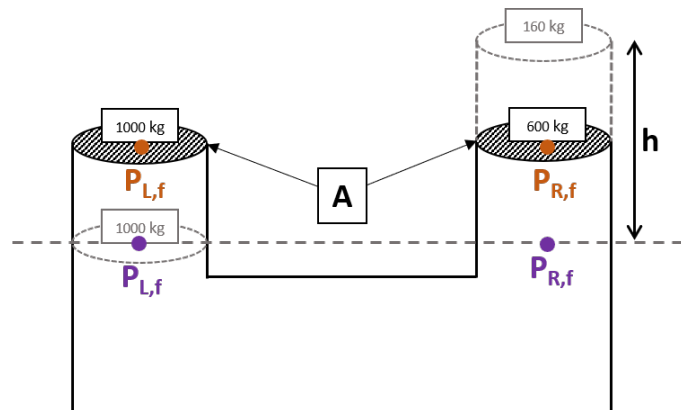 160 kg
1000 kg
600 kg
h
P_L,f
A
P_R,f
1000 kg
P_L,f
P_R,f